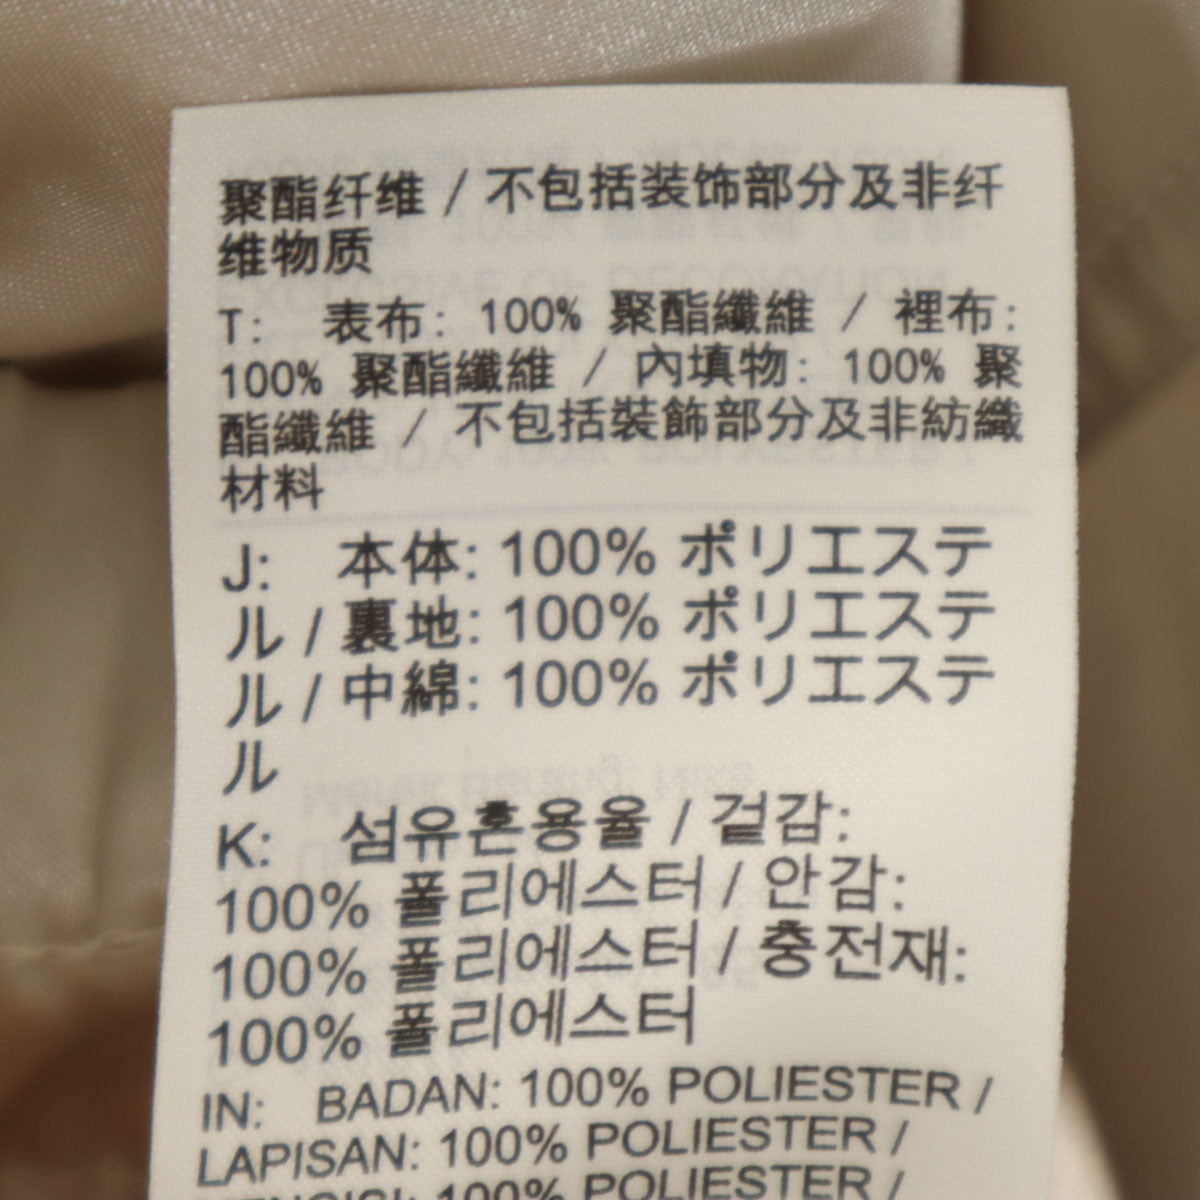 聚酯纤维 / 不包括装饰部分及非纤
维物质
T: 表布: 100% 聚酯纖維 / 裡布:
100% 聚酯纖維 / 內填物: 100% 聚
酯纖維 / 不包括裝飾部分及非紡織
材料
J: 本体: 100% ポリエステ
ル / 裏地: 100% ポリエステ
ル / 中綿: 100% ポリエステ
ル
K: 섬유혼용율 / 겉감:
100% 폴리에스터 / 안감:
100% 폴리에스터 / 충전재:
100% 폴리에스터
IN: BADAN: 100% POLIESTER /
LAPISAN: 100% POLIESTER /
100% POLIESTER /